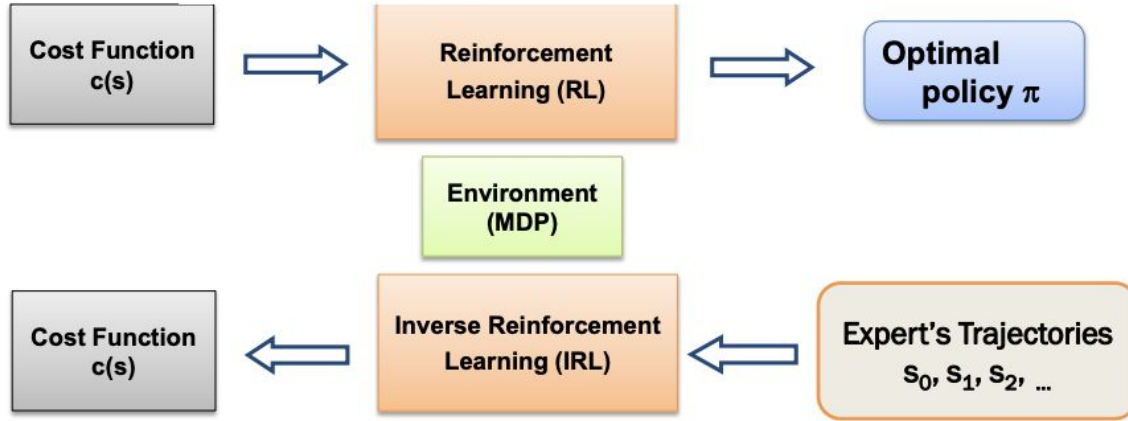 Cost Function
c(s)
Reinforcement
Learning (RL)
Optimal
policy π
Environment
(MDP)
Cost Function
c(s)
Inverse Reinforcement
Learning (IRL)
Expert's Trajectories
s₀, s₁, s₂, ...